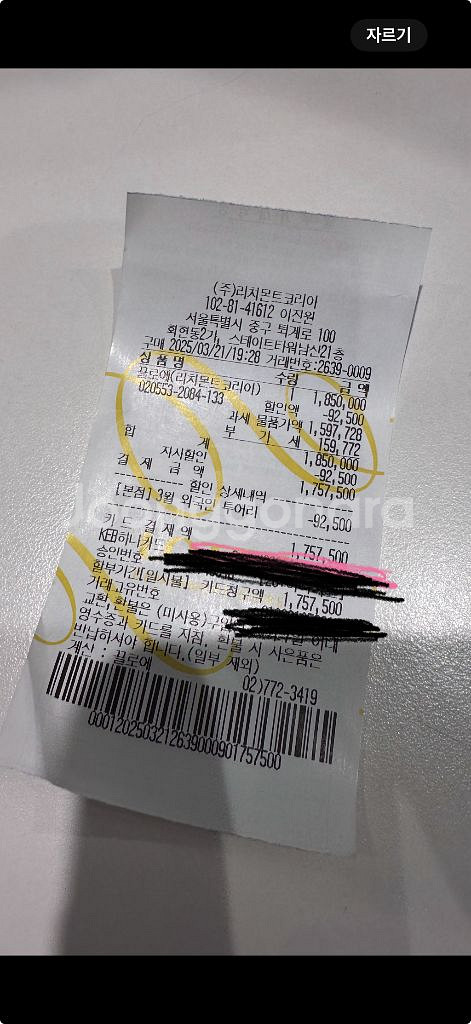 자르기
(주)리치몬트코리아
102-81-41612 이진원
서울특별시 중구 퇴계로 100
회현동2가, 스테이트타워남산21층
구매 2025/03/21/19:28 거래번호:2639-0009
상 품 명 수량 금 액
끌로에(리치몬트코리아) 1,850,000
020553-2084-133
할인액 -92,500
과세 물품가액 1,597,728
부 가 세 159,772
합 계 1,850,000
지사할인 -92,500
결 제 금 액 1,757,500
할인 상세내역
[본점] 3월 외국인 투어리 -92,500
카드 결제액 1,757,500
KEB하나카드
승인번호
할부기간[일시불] 카드청구액 1,757,500
거래고유번호
교환,환불은 (미사용)
영수증과 카드를 지참, 환불 시 사은품은
반납하셔야 합니다.(일부 제외)
계산 : 끌로에 02)772-3419
00012025032126390000901757500